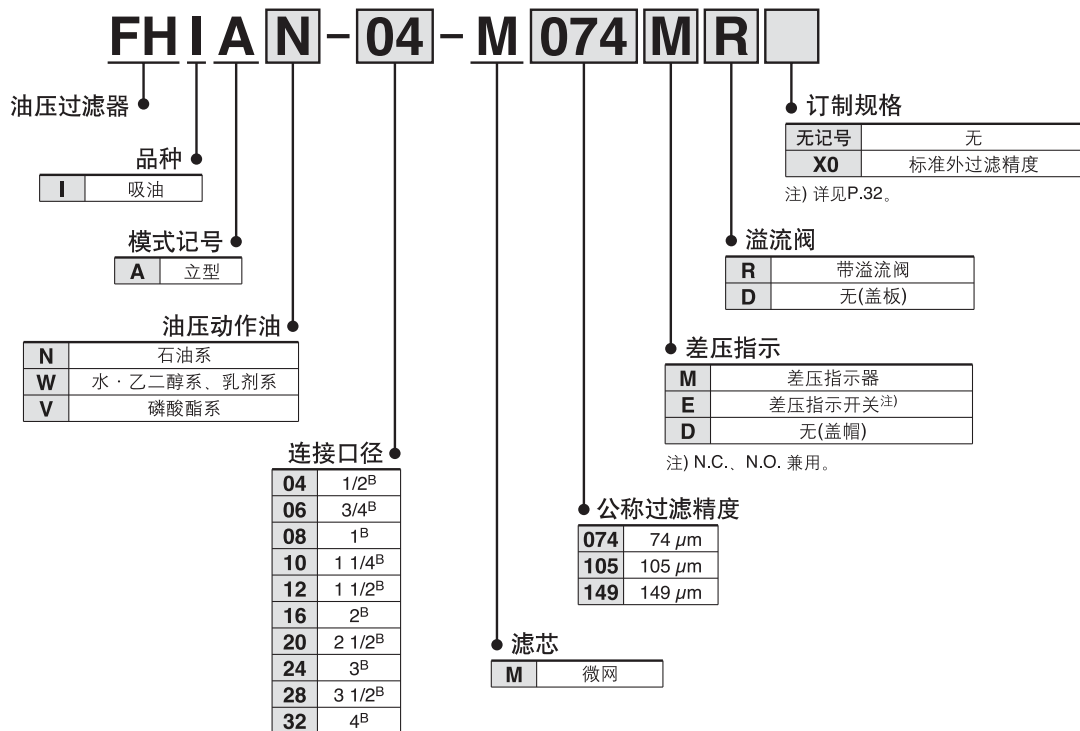 FHIAN-04-M074MR
油压过滤器
品种
I 吸油
模式记号
A 立型
油压动作油
N 石油系
W 水·乙二醇系、乳剂系
V 磷酸酯系
连接口径
04 1/2B
06 3/4B
08 1B
10 1 1/4B
12 1 1/2B
16 2B
20 2 1/2B
24 3B
28 3 1/2B
32 4B
滤芯
M 微网
公称过滤精度
074 74 µm
105 105 µm
149 149 µm
差压指示
M 差压指示器
E 差压指示开关注)
D 无(盖帽)
注) N.C.、N.O. 兼用。
溢流阀
R 带溢流阀
D 无(盖板)
订制规格
无记号 无
X0 标准外过滤精度
注) 详见P.32。